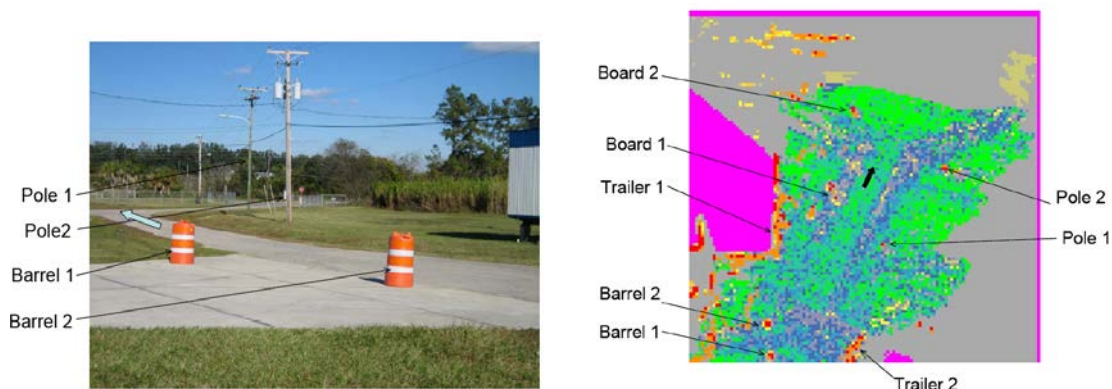 Pole 1
Pole2
Barrel 1
Barrel 2
Board 2
Board 1
Trailer 1
Pole 2
Pole 1
Barrel 2
Barrel 1
Trailer 2